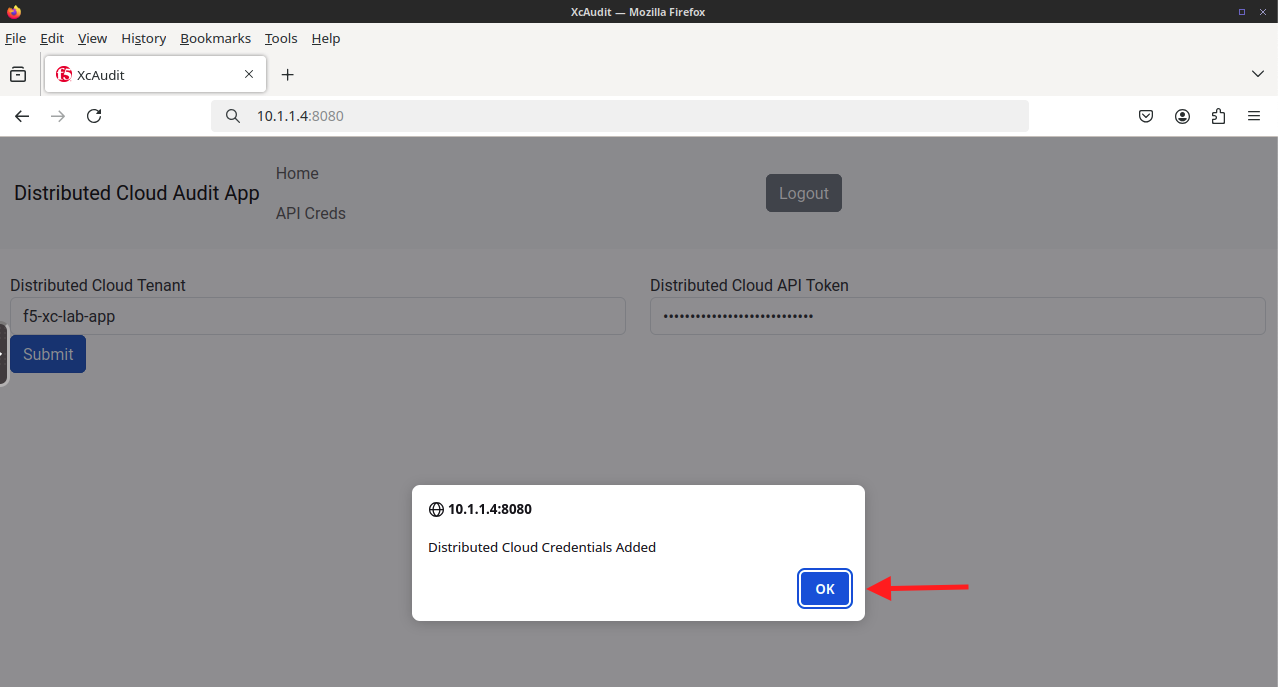 XcAudit — Mozilla Firefox
File Edit View History Bookmarks Tools Help
f5 XcAudit
10.1.1.4:8080
Distributed Cloud Audit App
Home
API Creds
Logout
Distributed Cloud Tenant
f5-xc-lab-app
Distributed Cloud API Token
••••••••••••••••••••••••••••
Submit
10.1.1.4:8080
Distributed Cloud Credentials Added
OK